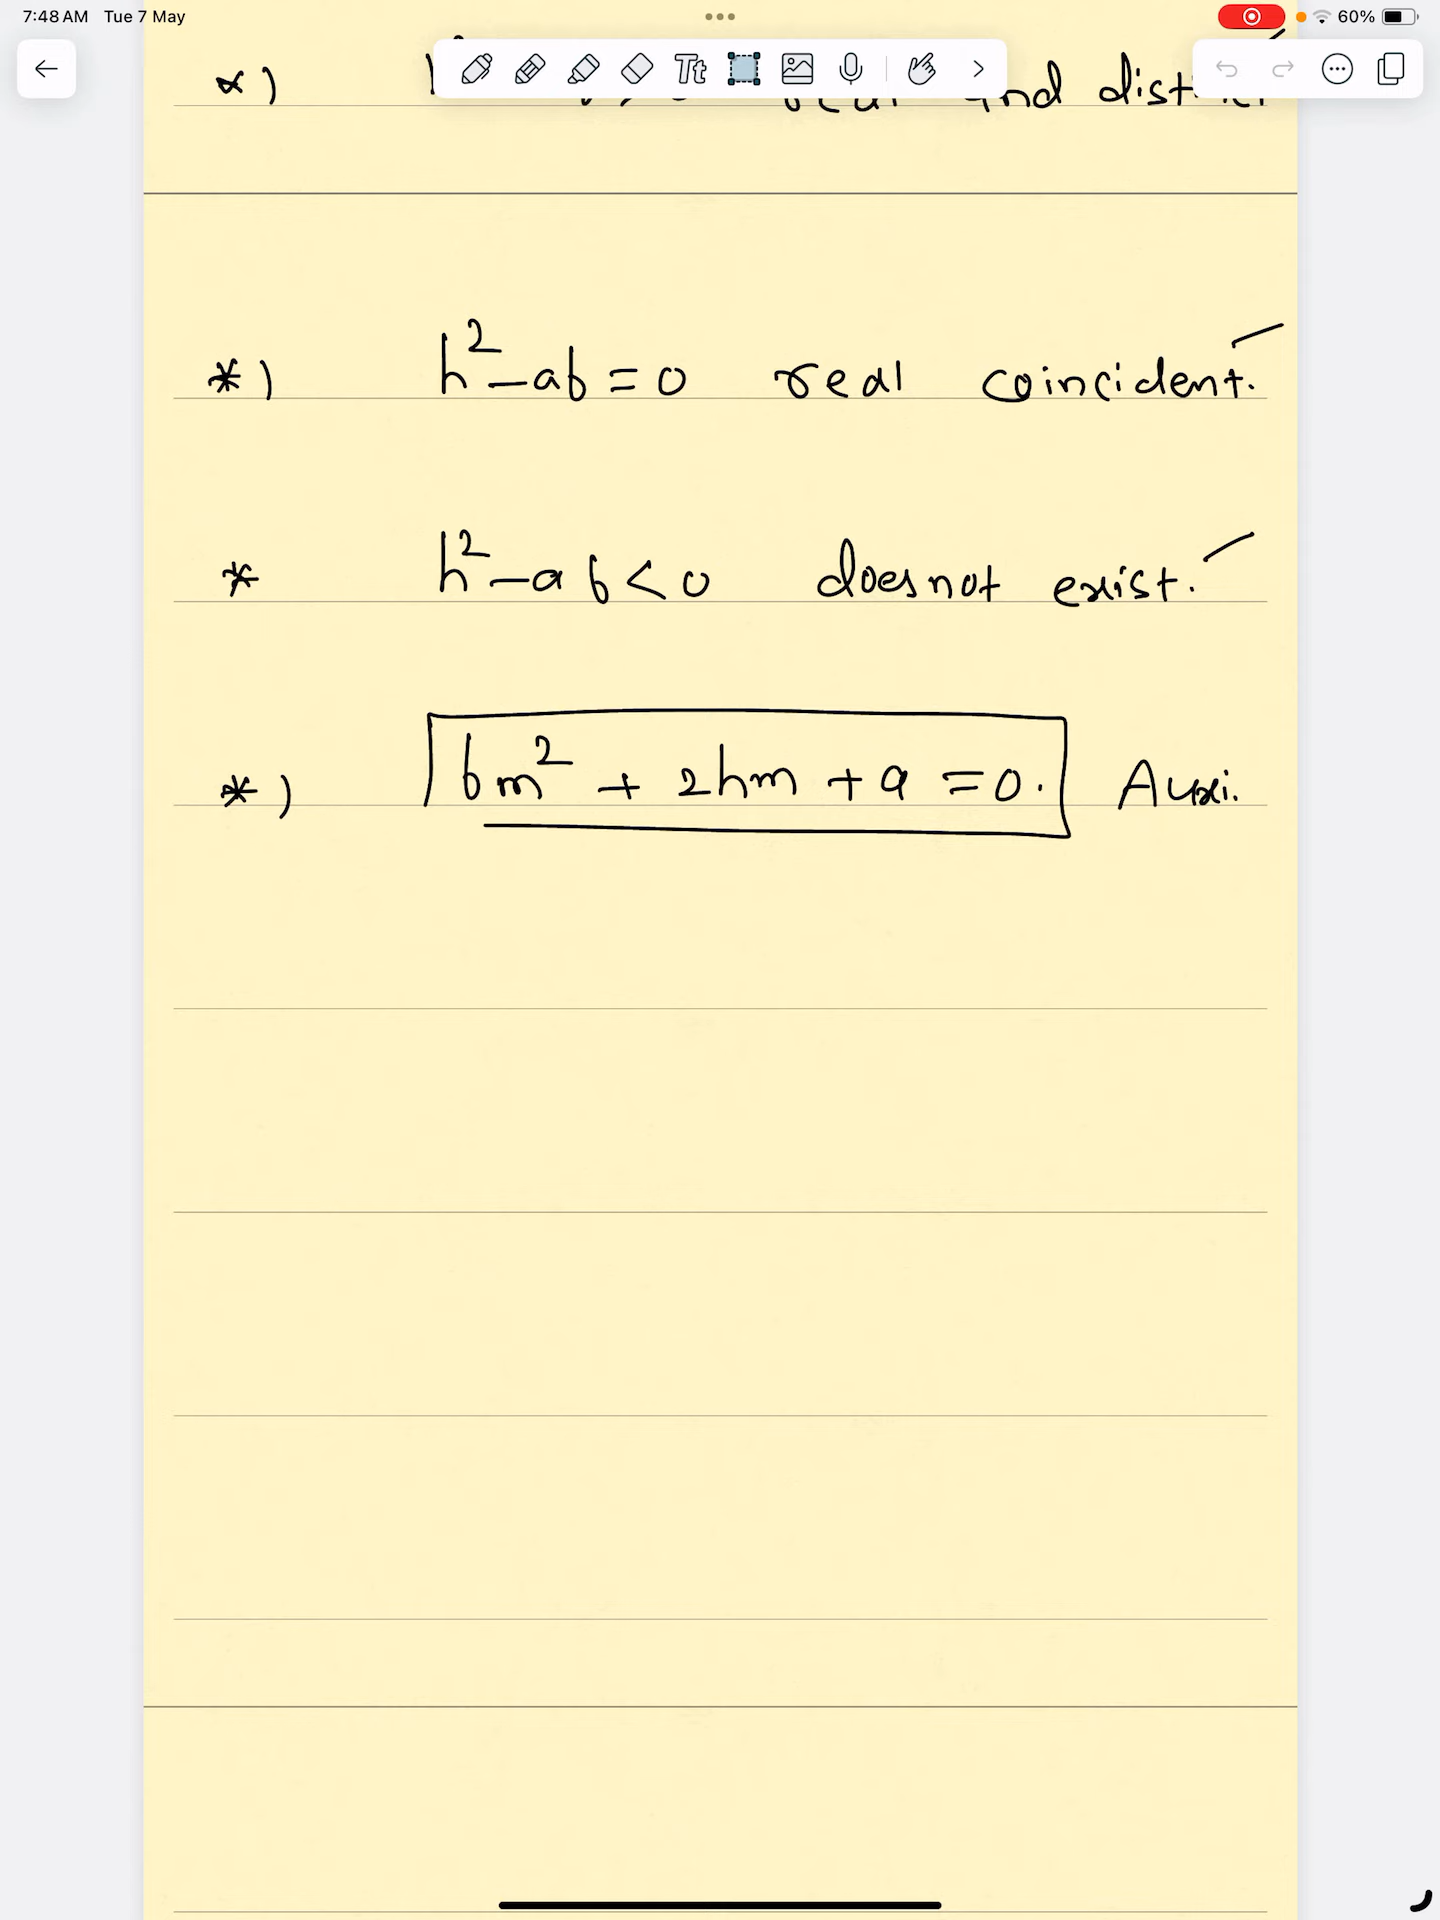 7:48 AM Tue 7 May
60%
Tt
*) and
*) h²-ab=0 real coincident.
* h²-ab<0 does not exist.
*) bm² + 2hm + a = 0. Auxi.